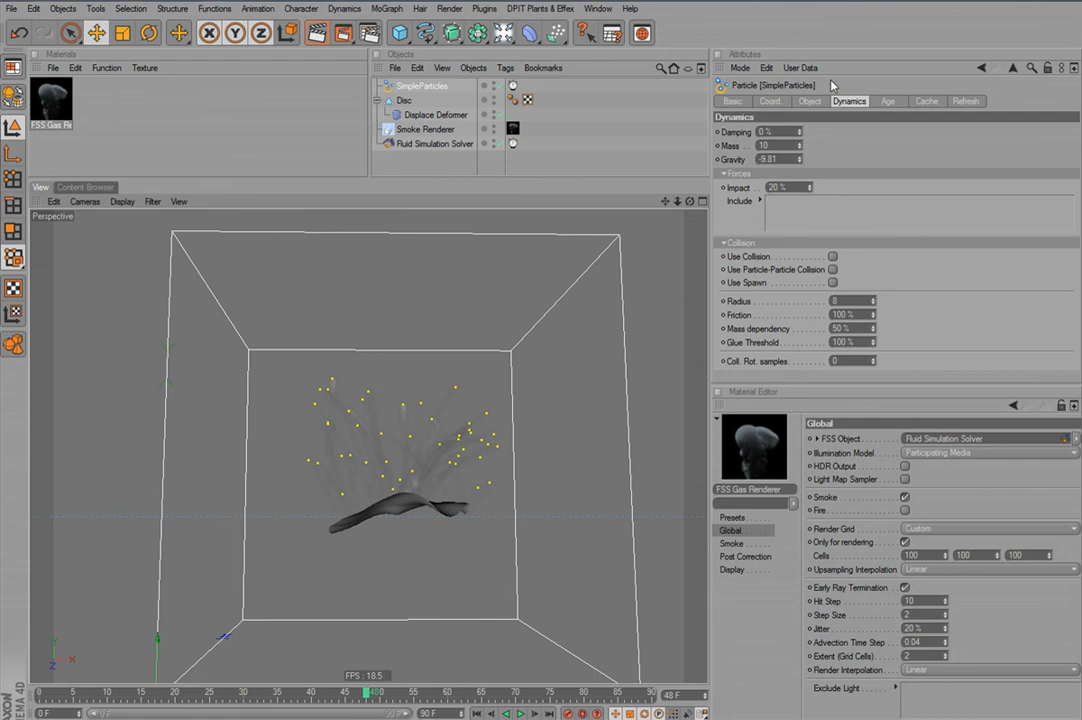 File Edit Objects Tools Selection Structure Functions Animation Character Dynamics MoGraph Hair Render Plugins DPIT Plants & Effex Window Help
Materials
File Edit Function Texture
FSS Gas Re
Objects
File Edit View Objects Tags Bookmarks
SimpleParticles
Disc
Displace Deformer
Smoke Renderer
Fluid Simulation Solver
View Content Browser
Edit Cameras Display Filter View
Perspective
Y
X
Z
FPS : 18.5
0 5 10 15 20 25 30 35 40 45 480 55 60 65 70 75 80 85 90 48 F
0 F 0 F 90 F 90 F
Attributes
Mode Edit User Data
Particle [SimpleParticles]
Basic Coord. Object Dynamics Age Cache Refresh
Dynamics
Damping 0 %
Mass . . 10
Gravity -9.81
Forces
Impact . 20 %
Include
Collision
Use Collision. . . . . . . . . . .
Use Particle-Particle Collision
Use Spawn . . . . . . . . . . . .
Radius . . . . . . . . . . . . . . 8
Friction . . . . . . . . . . . . . . 100 %
Mass dependency . . . . 50 %
Glue Threshold. . . . . . . . 100 %
Coll. Rot. samples. . . . . . 0
Material Editor
FSS Gas Renderer
Presets
Global
Smoke
Post Correction
Display
Global
FSS Object Fluid Simulation Solver
Illumination Model Participating Media
HDR Output
Light Map Sampler
Smoke
Fire
Render Grid Custom
Only for rendering
Cells 100 100 100
Upsampling Interpolation Linear
Early Ray Termination
Hit Step 10
Step Size 2
Jitter 20 %
Advection Time Step 0.04
Extent (Grid Cells) 2
Render Interpolation Linear
Exclude Light